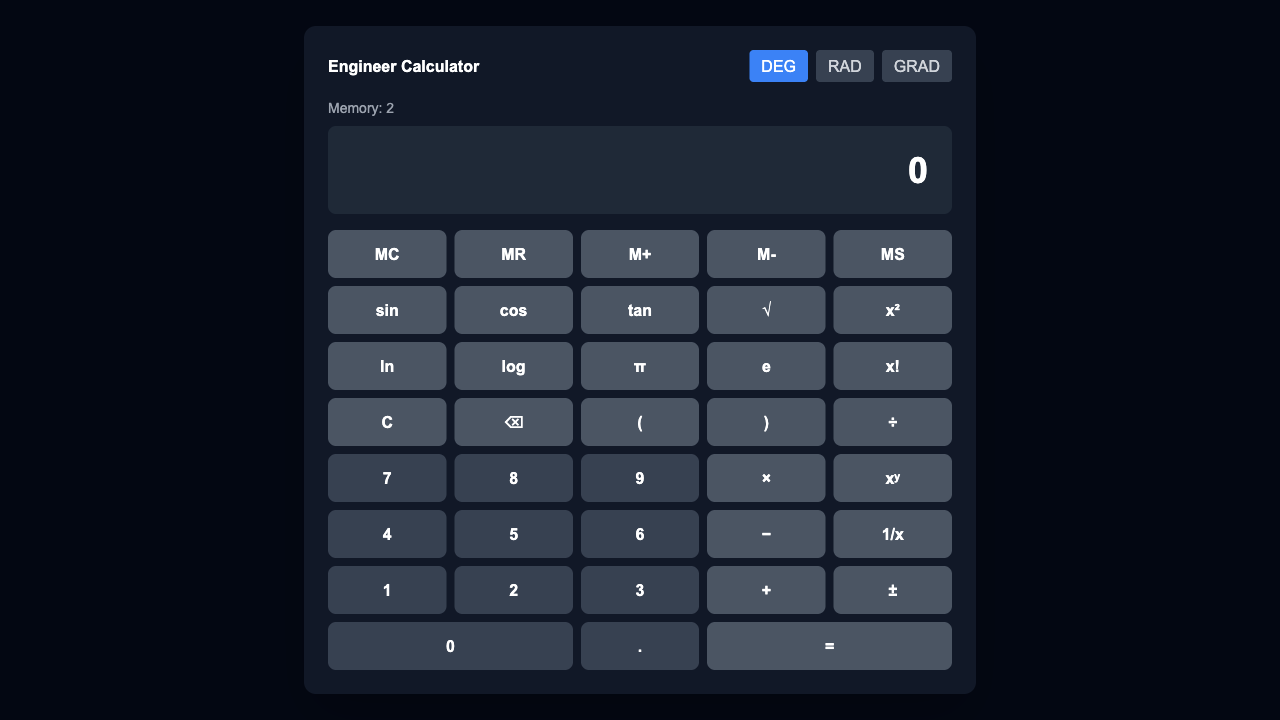 Engineer Calculator DEG RAD GRAD
Memory: 2
0
MC MR M+ M- MS
sin cos tan √ x²
ln log π e x!
C ⌫ ( ) ÷
7 8 9 × xʸ
4 5 6 − 1/x
1 2 3 + ±
0 . =